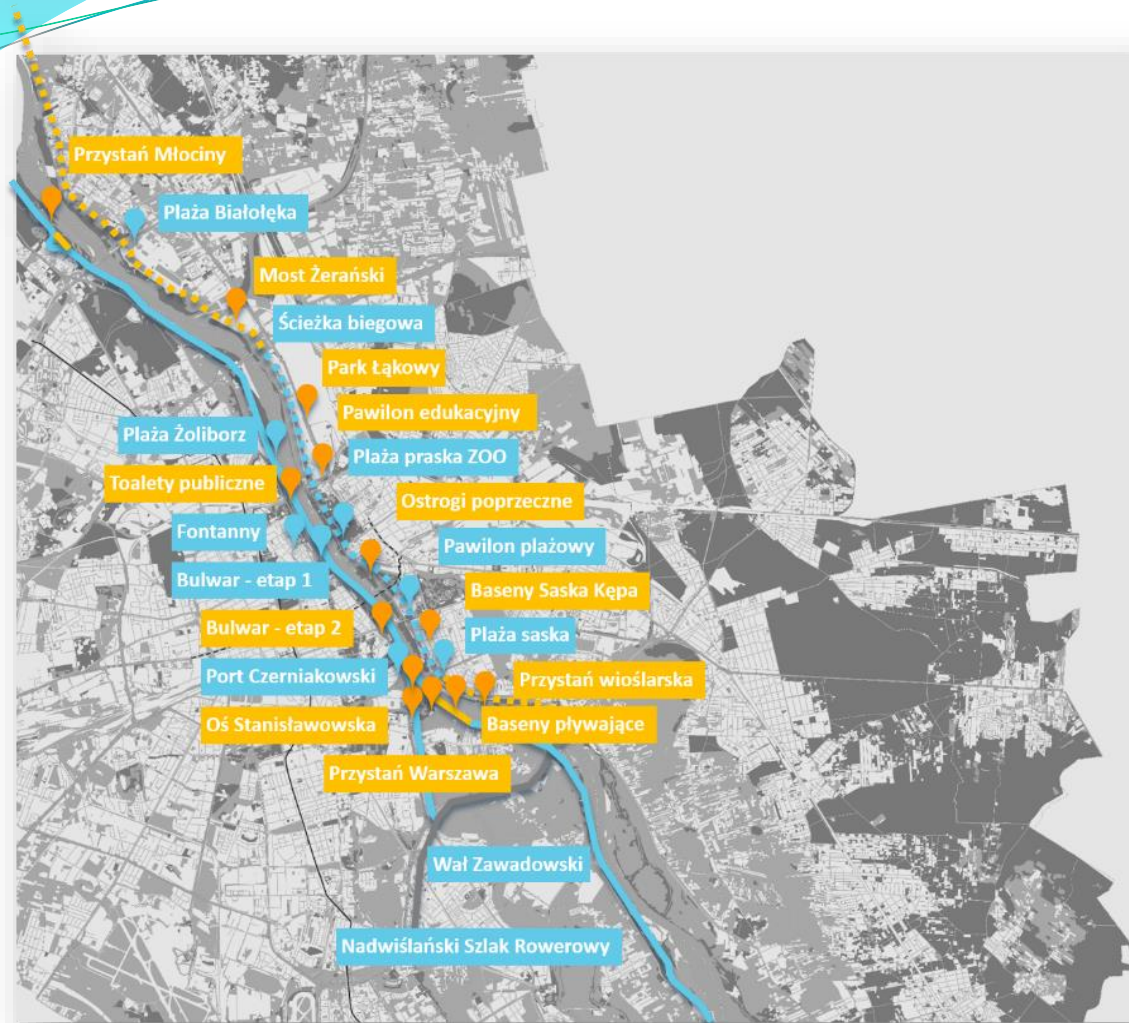 Przystań Młociny
Plaża Białołęka
Most Żerański
Ścieżka biegowa
Park Łąkowy
Pawilon edukacyjny
Plaża Żoliborz
Plaża praska ZOO
Toalety publiczne
Ostrogi poprzeczne
Fontanny
Pawilon plażowy
Bulwar - etap 1
Baseny Saska Kępa
Bulwar - etap 2
Plaża saska
Port Czerniakowski
Przystań wioślarska
Oś Stanisławowska
Baseny pływające
Przystań Warszawa
Wał Zawadowski
Nadwiślański Szlak Rowerowy